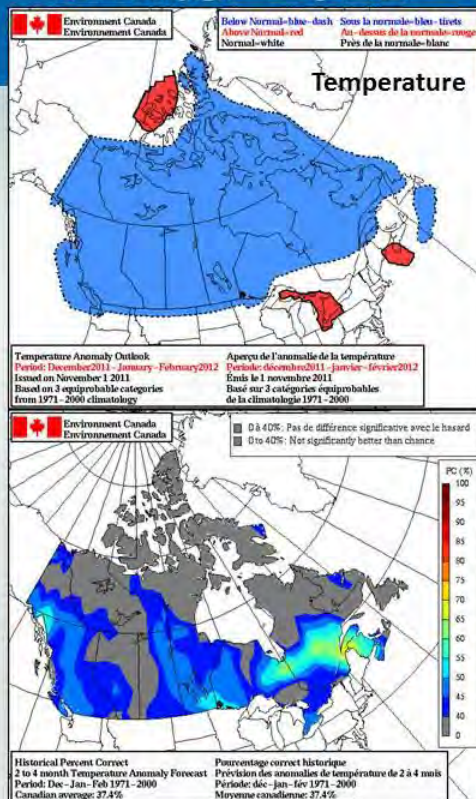 Environment Canada
Environnement Canada
Below Normal=blue-dash Sous la normale=bleu-tirets
Above Normal=red Au-dessus de la normale=rouge
Normal=white Près de la normale=blanc
Temperature
Temperature Anomaly Outlook
Period: December2011-January-February2012
Issued on November 1 2011
Based on 3 equiprobable categories
from 1971-2000 climatology
Aperçu de l'anomalie de la température
Période: décembre2011-janvier-février2012
Émis le 1 novembre 2011
Basé sur 3 catégories équiprobables
de la climatologie 1971-2000
Environment Canada
Environnement Canada
0 à 40%: Pas de différence significative avec le hasard
0 to 40%: Not significantly better than chance
PC (%)
100
95
90
85
80
75
70
65
60
55
50
45
40
0
Historical Percent Correct
2 to 4 month Temperature Anomaly Forecast
Period: Dec-Jan-Feb 1971-2000
Canadian average: 37.4%
Pourcentage correct historique
Prévision des anomalies de température de 2 à 4 mois
Période: déc-jan-fév 1971-2000
Moyenne canadienne: 37.4%